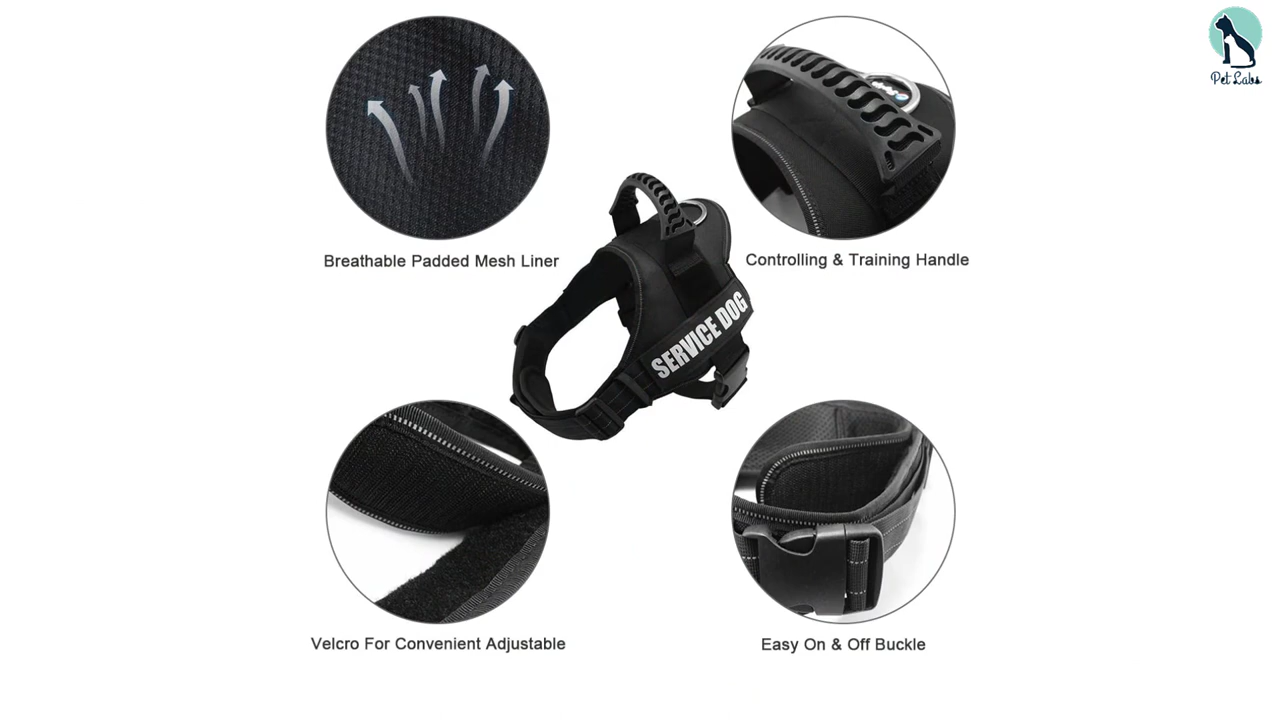 Pet Labs
Breathable Padded Mesh Liner
Controlling & Training Handle
SERVICE DOG
Velcro For Convenient Adjustable
Easy On & Off Buckle